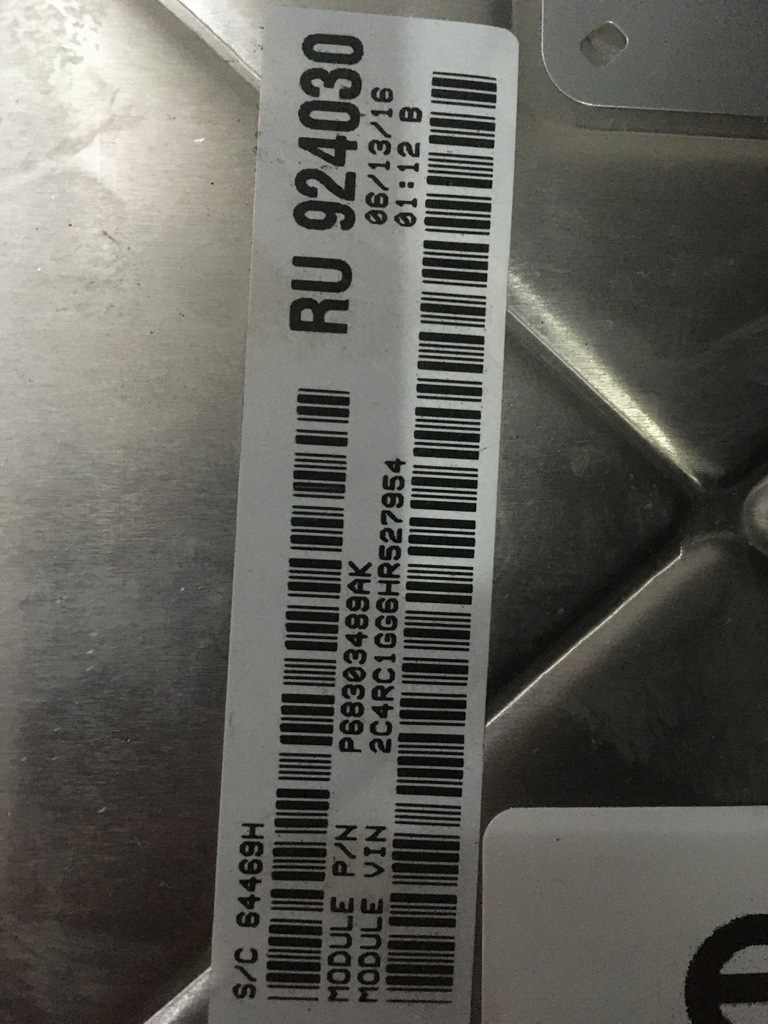 RU 924030
06/13/16
01:12 B
S/C 64469H
MODULE P/N P68303489AK
MODULE VIN 2C4RC1GG6HR527954